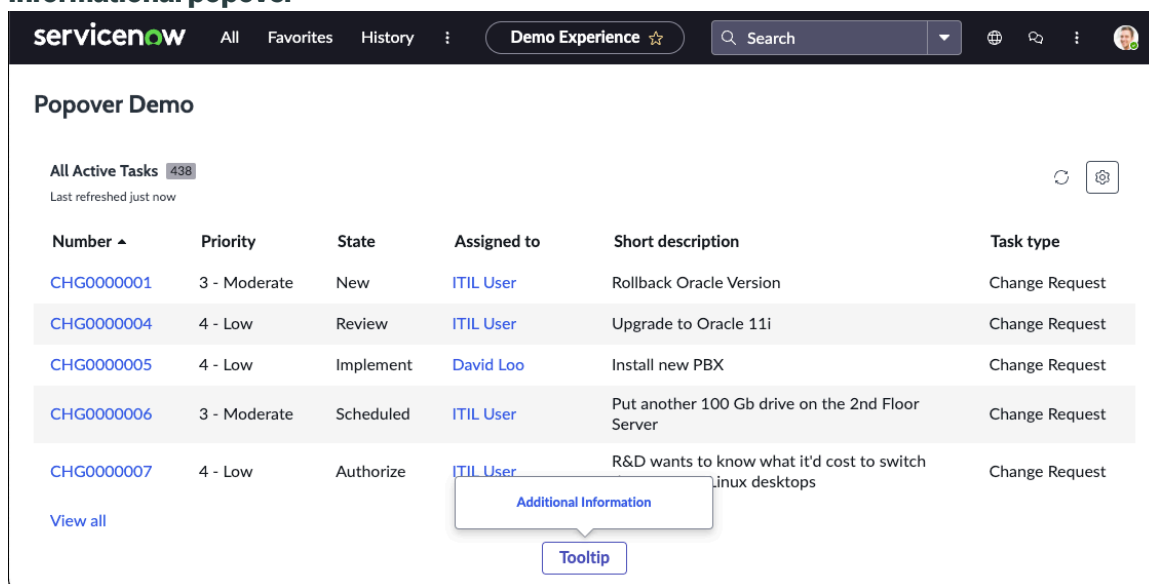 Informational popover
servicenow All Favorites History Demo Experience Search
Popover Demo
All Active Tasks 438
Last refreshed just now
Number Priority State Assigned to Short description Task type
CHG0000001 3 - Moderate New ITIL User Rollback Oracle Version Change Request
CHG0000004 4 - Low Review ITIL User Upgrade to Oracle 11i Change Request
CHG0000005 4 - Low Implement David Loo Install new PBX Change Request
CHG0000006 3 - Moderate Scheduled ITIL User Put another 100 Gb drive on the 2nd Floor
Server Change Request
CHG0000007 4 - Low Authorize ITIL User R&D wants to know what it'd cost to switch
Linux desktops Change Request
Additional Information
View all
Tooltip